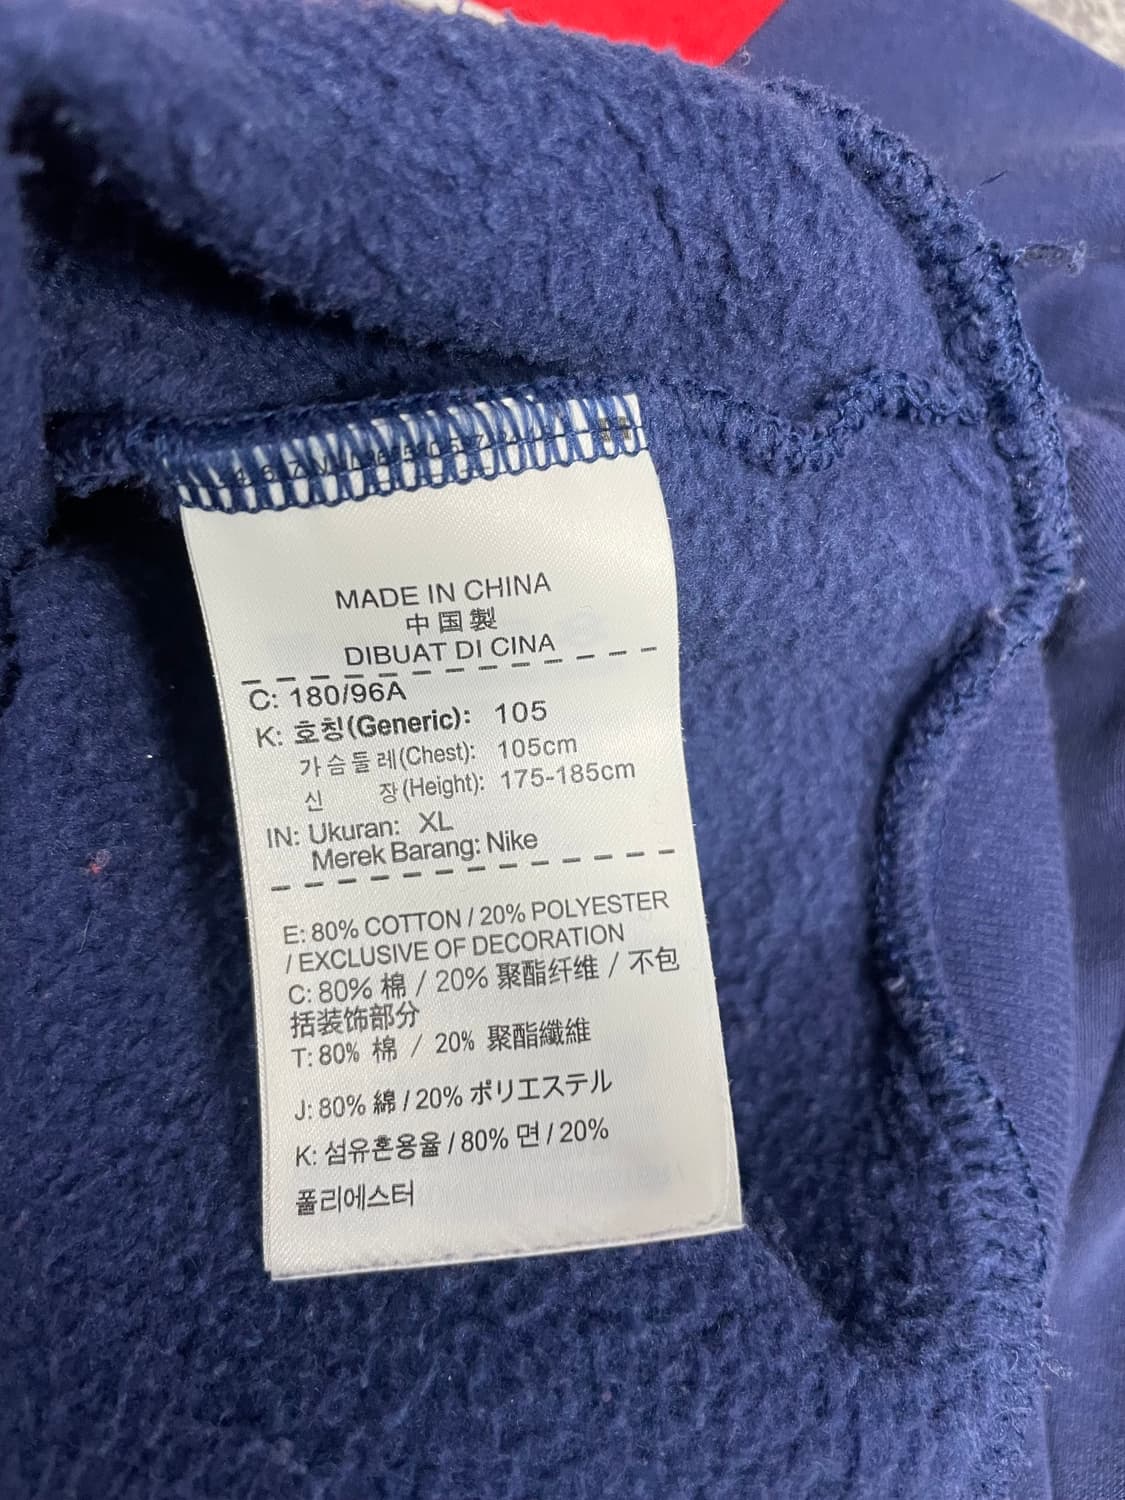 MADE IN CHINA
中国製
DIBUAT DI CINA
C: 180/96A
K: 호칭(Generic): 105
가슴둘레(Chest): 105cm
신 장(Height): 175-185cm
IN: Ukuran: XL
Merek Barang: Nike
E: 80% COTTON / 20% POLYESTER
/ EXCLUSIVE OF DECORATION
C: 80% 棉 / 20% 聚酯纤维 / 不包
括装饰部分
T: 80% 棉 / 20% 聚酯纖維
J: 80% 綿 / 20% ポリエステル
K: 섬유혼용율 / 80% 면 / 20%
폴리에스터